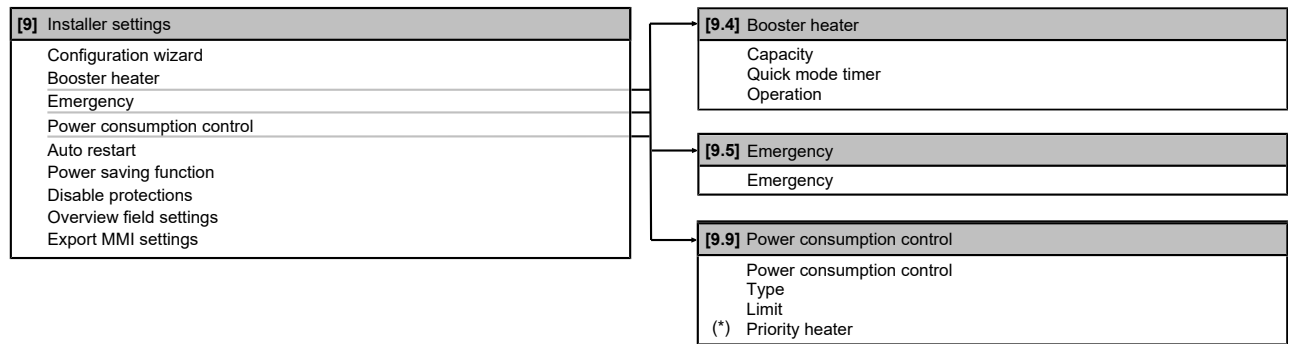 [9] Installer settings
Configuration wizard
Booster heater
Emergency
Power consumption control
Auto restart
Power saving function
Disable protections
Overview field settings
Export MMI settings
[9.4] Booster heater
Capacity
Quick mode timer
Operation
[9.5] Emergency
Emergency
[9.9] Power consumption control
Power consumption control
Type
Limit
(*) Priority heater